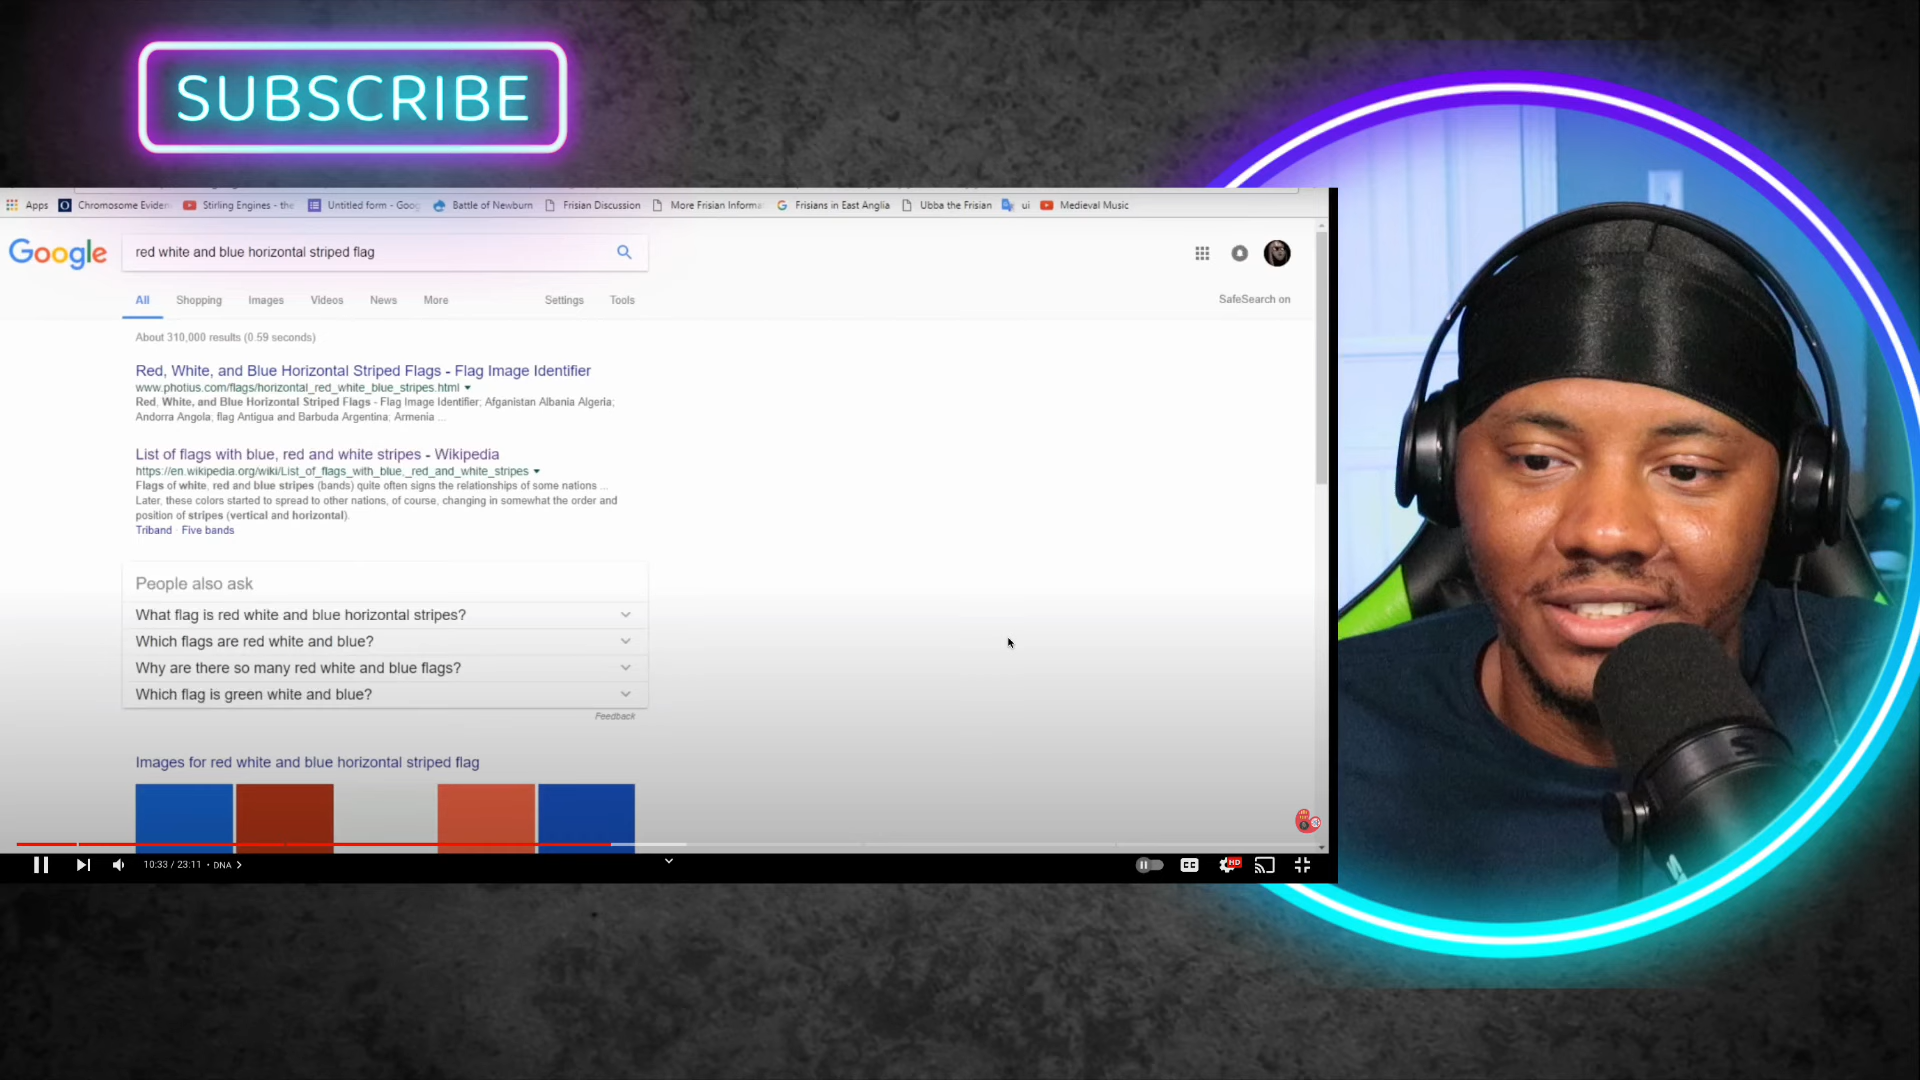 SUBSCRIBE
Apps Chromosome Eviden Stirling Engines - the Untitled form - Goog Battle of Newburn Frisian Discussion More Frisian Informa Frisians in East Anglia Ubba the Frisian ui Medieval Music
Google red white and blue horizontal striped flag
All Shopping Images Videos News More Settings Tools SafeSearch on
About 310,000 results (0.59 seconds)
Red, White, and Blue Horizontal Striped Flags - Flag Image Identifier
www.photius.com/flags/horizontal_red_white_blue_stripes.html
Red, White, and Blue Horizontal Striped Flags - Flag Image Identifier; Afganistan Albania Algeria;
Andorra Angola; flag Antigua and Barbuda Argentina; Armenia ...
List of flags with blue, red and white stripes - Wikipedia
https://en.wikipedia.org/wiki/List_of_flags_with_blue,_red_and_white_stripes
Flags of white, red and blue stripes (bands) quite often signs the relationships of some nations ...
Later, these colors started to spread to other nations, of course, changing in somewhat the order and
position of stripes (vertical and horizontal).
Triband · Five bands
People also ask
What flag is red white and blue horizontal stripes?
Which flags are red white and blue?
Why are there so many red white and blue flags?
Which flag is green white and blue?
Feedback
Images for red white and blue horizontal striped flag
10:33 / 23:11 • DNA
CC HD